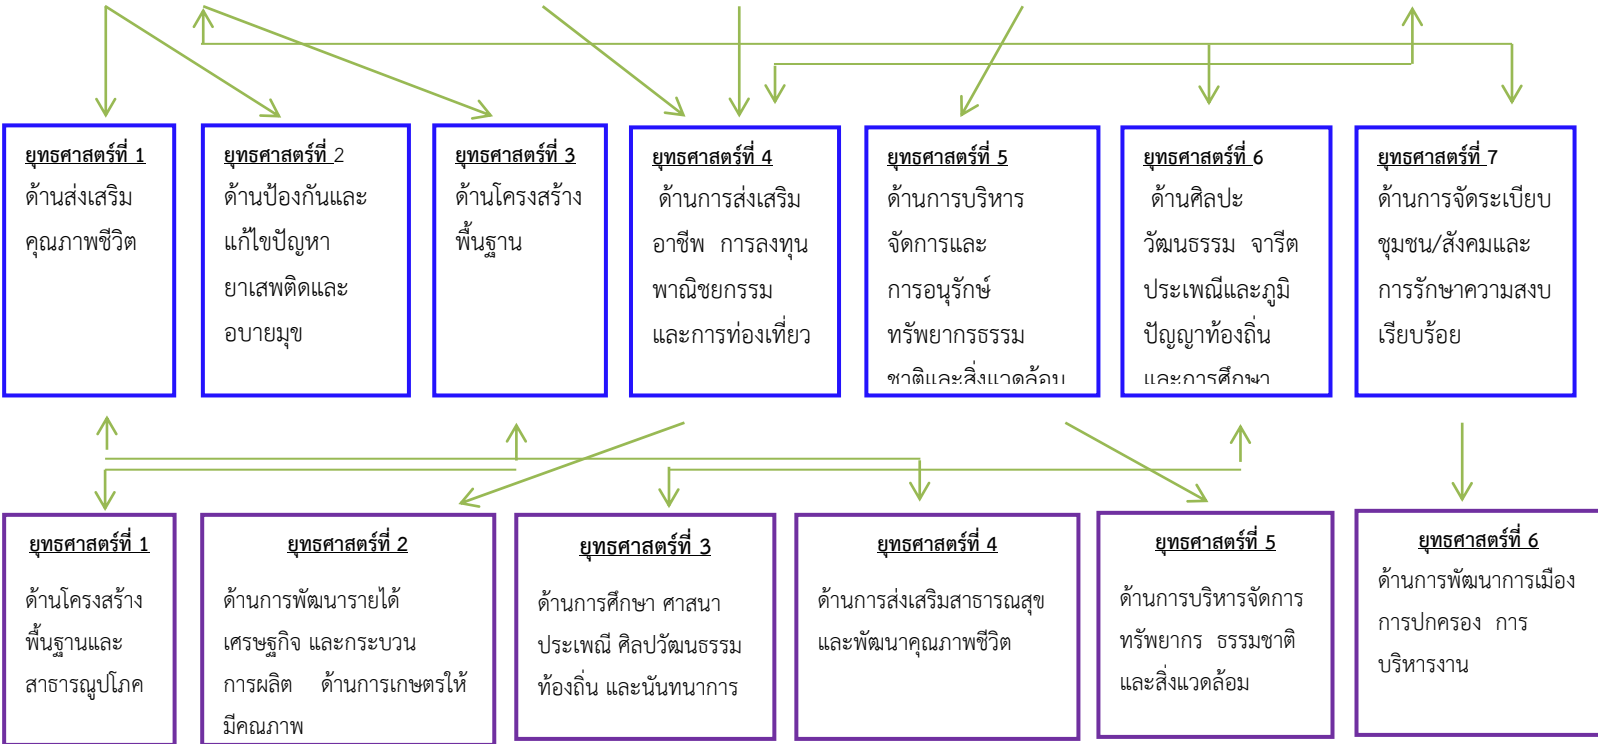 ยุทธศาสตร์ที่ 1
ด้านส่งเสริม
คุณภาพชีวิต
ยุทธศาสตร์ที่ 2
ด้านป้องกันและ
แก้ไขปัญหา
ยาเสพติดและ
อบายมุข
ยุทธศาสตร์ที่ 3
ด้านโครงสร้าง
พื้นฐาน
ยุทธศาสตร์ที่ 4
ด้านการส่งเสริม
อาชีพ การลงทุน
พาณิชยกรรม
และการท่องเที่ยว
ยุทธศาสตร์ที่ 5
ด้านการบริหาร
จัดการและ
การอนุรักษ์
ทรัพยากรธรรม
ชาติและสิ่งแวดล้อม
ยุทธศาสตร์ที่ 6
ด้านศิลปะ
วัฒนธรรม จารีต
ประเพณีและภูมิ
ปัญญาท้องถิ่น
และการศึกษา
ยุทธศาสตร์ที่ 7
ด้านการจัดระเบียบ
ชุมชน/สังคมและ
การรักษาความสงบ
เรียบร้อย
ยุทธศาสตร์ที่ 1
ด้านโครงสร้าง
พื้นฐานและ
สาธารณูปโภค
ยุทธศาสตร์ที่ 2
ด้านการพัฒนารายได้
เศรษฐกิจ และกระบวน
การผลิต ด้านการเกษตรให้
มีคุณภาพ
ยุทธศาสตร์ที่ 3
ด้านการศึกษา ศาสนา
ประเพณี ศิลปวัฒนธรรม
ท้องถิ่น และนันทนาการ
ยุทธศาสตร์ที่ 4
ด้านการส่งเสริมสาธารณสุข
และพัฒนาคุณภาพชีวิต
ยุทธศาสตร์ที่ 5
ด้านการบริหารจัดการ
ทรัพยากร ธรรมชาติ
และสิ่งแวดล้อม
ยุทธศาสตร์ที่ 6
ด้านการพัฒนาการเมือง
การปกครอง การ
บริหารงาน